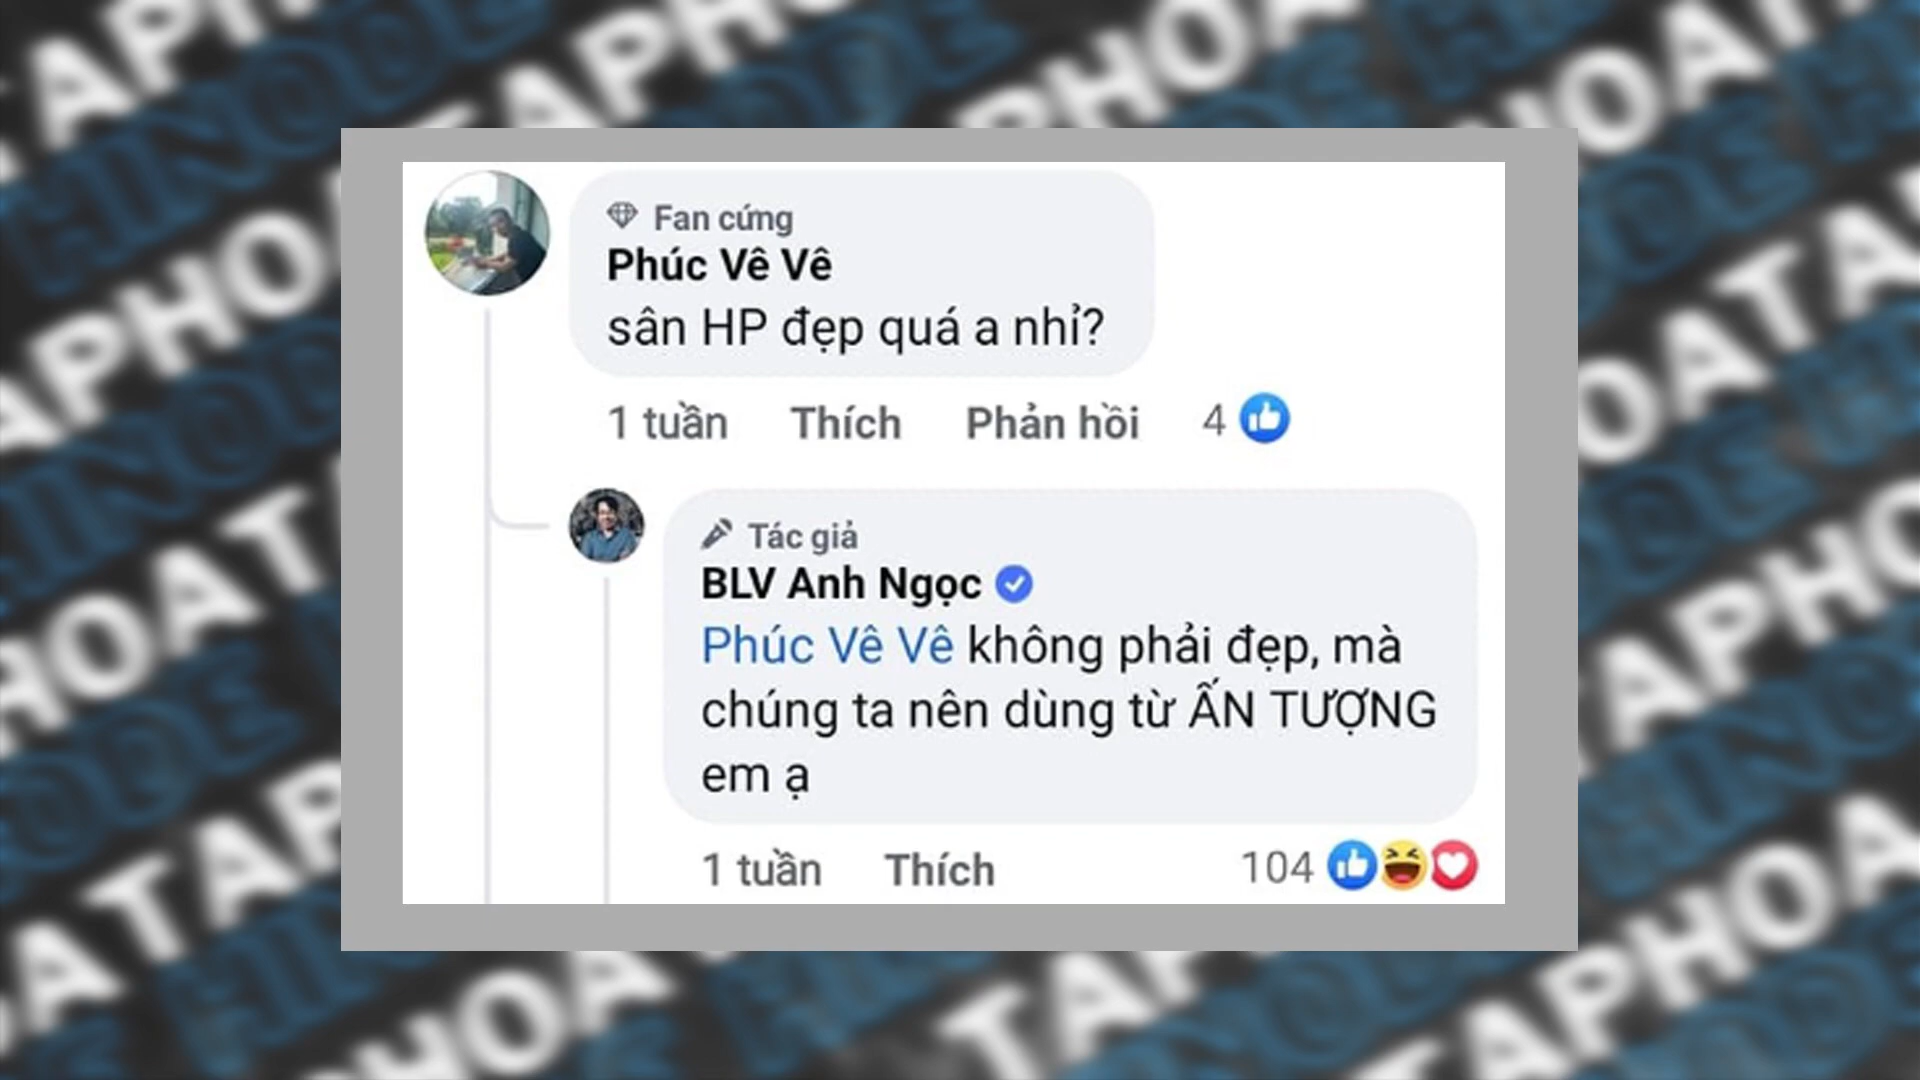 Fan cứng
Phúc Vê Vê
sân HP đẹp quá a nhỉ?
1 tuần Thích Phản hồi 4
Tác giả
BLV Anh Ngọc
Phúc Vê Vê không phải đẹp, mà
chúng ta nên dùng từ ẤN TƯỢNG
em ạ
1 tuần Thích 104